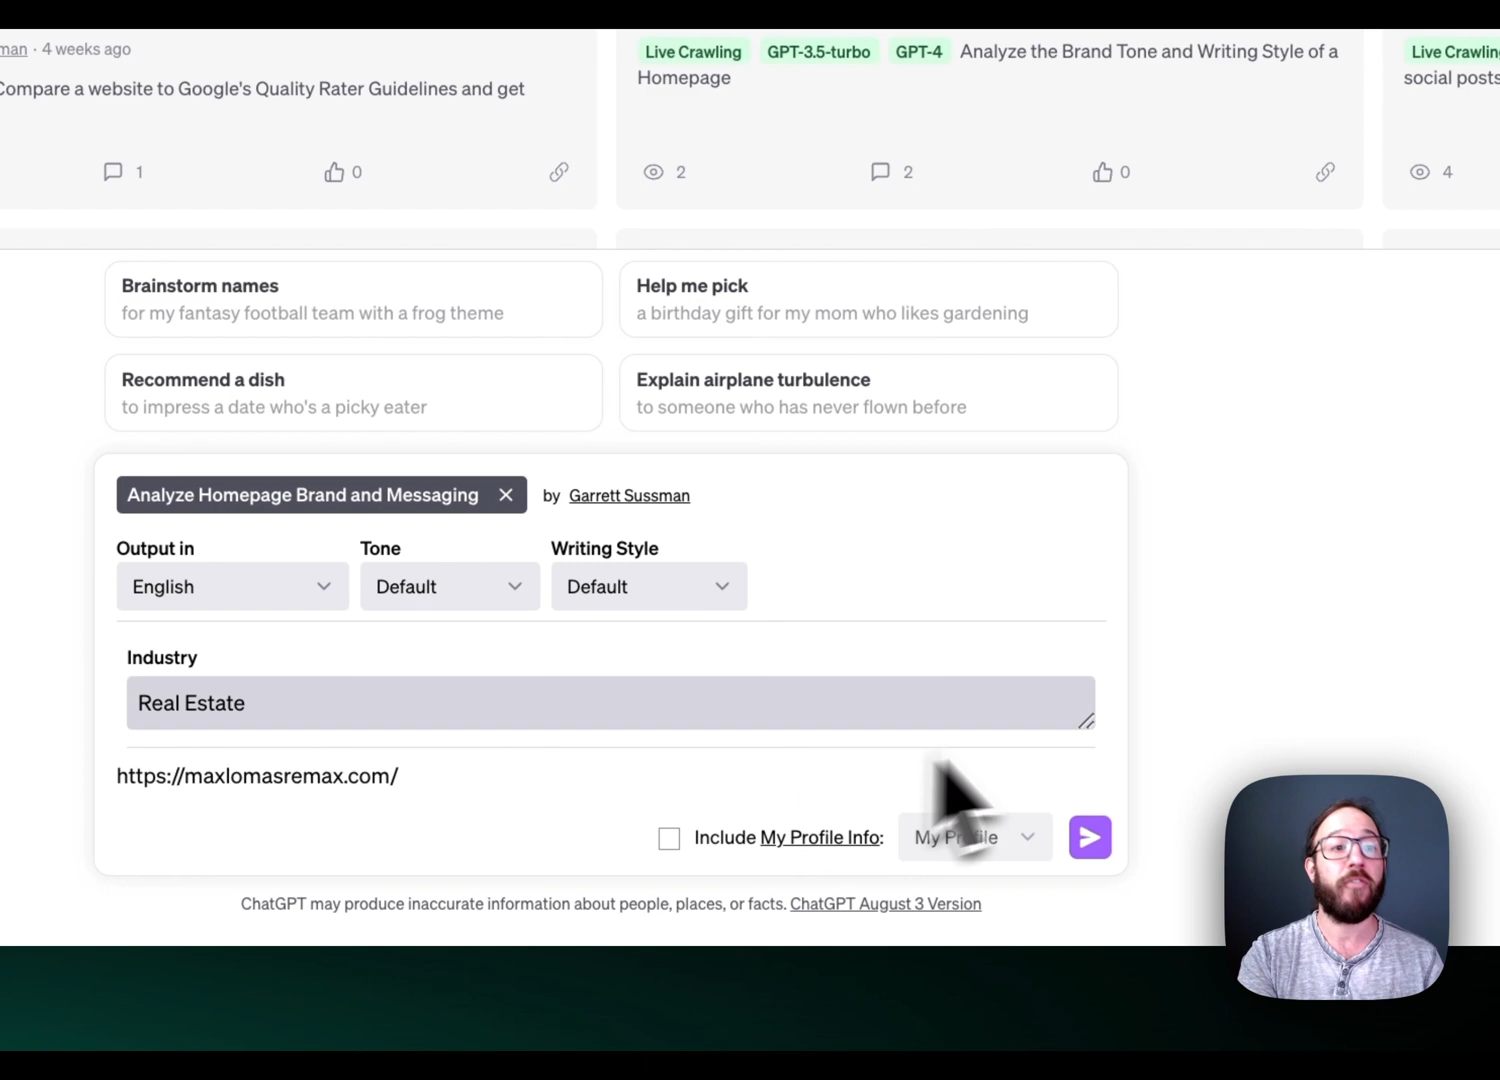 man · 4 weeks ago
Compare a website to Google's Quality Rater Guidelines and get
1
0
Live Crawling GPT-3.5-turbo GPT-4 Analyze the Brand Tone and Writing Style of a
Homepage
2
2
0
Live Crawlin
social posts
4
Brainstorm names
for my fantasy football team with a frog theme
Help me pick
a birthday gift for my mom who likes gardening
Recommend a dish
to impress a date who's a picky eater
Explain airplane turbulence
to someone who has never flown before
Analyze Homepage Brand and Messaging by Garrett Sussman
Output in Tone Writing Style
English Default Default
Industry
Real Estate
https://maxlomasremax.com/
Include My Profile Info: My Profile
ChatGPT may produce inaccurate information about people, places, or facts. ChatGPT August 3 Version